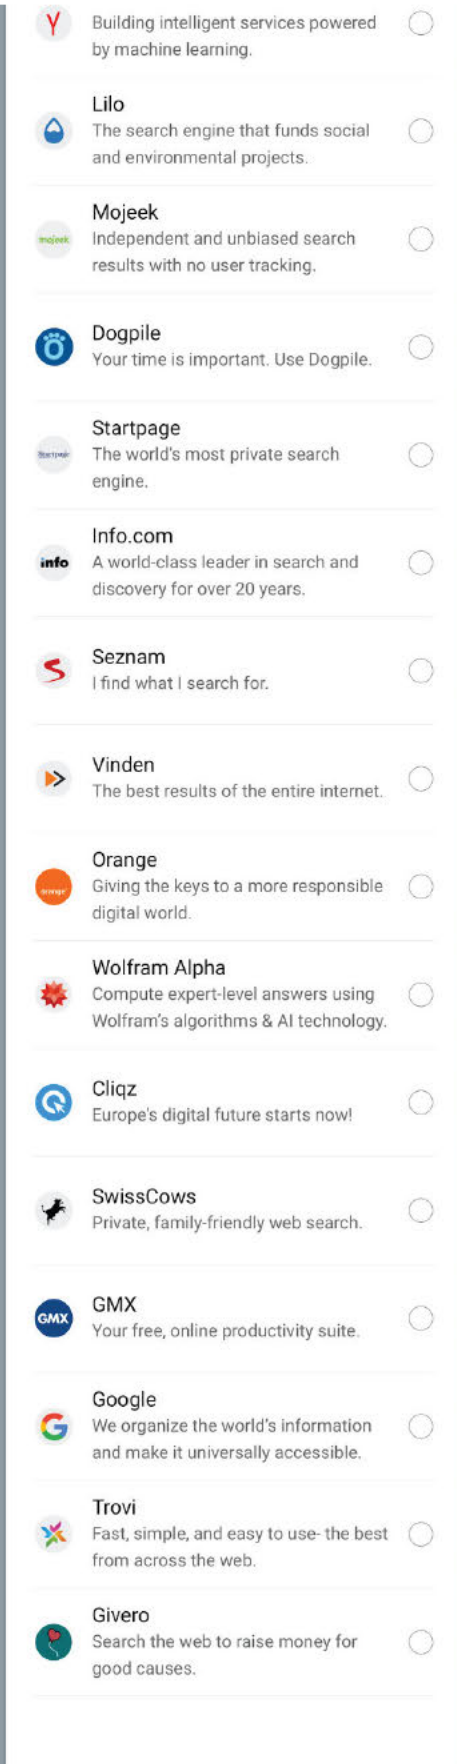 Y
Building intelligent services powered
by machine learning.
Lilo
The search engine that funds social
and environmental projects.
mojeek
Mojeek
Independent and unbiased search
results with no user tracking.
Dogpile
Your time is important. Use Dogpile.
Startpage
Startpage
The world's most private search
engine.
info
Info.com
A world-class leader in search and
discovery for over 20 years.
Seznam
I find what I search for.
Vinden
The best results of the entire internet.
orange
Orange
Giving the keys to a more responsible
digital world.
Wolfram Alpha
Compute expert-level answers using
Wolfram's algorithms & AI technology.
Cliqz
Europe's digital future starts now!
SwissCows
Private, family-friendly web search.
GMX
GMX
Your free, online productivity suite.
G
Google
We organize the world's information
and make it universally accessible.
Trovi
Fast, simple, and easy to use- the best
from across the web.
Givero
Search the web to raise money for
good causes.